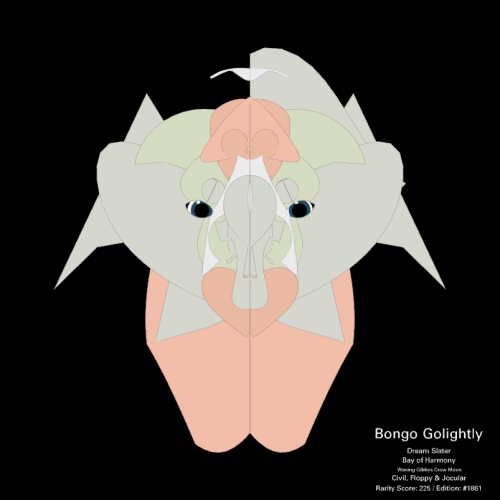 Bongo Golightly
Dream Slater
Bay of Harmony
Waxing Gibbos Crow Moon
Civil, Floppy & Jocular
Rarity Score: 225 / Edition: #1861